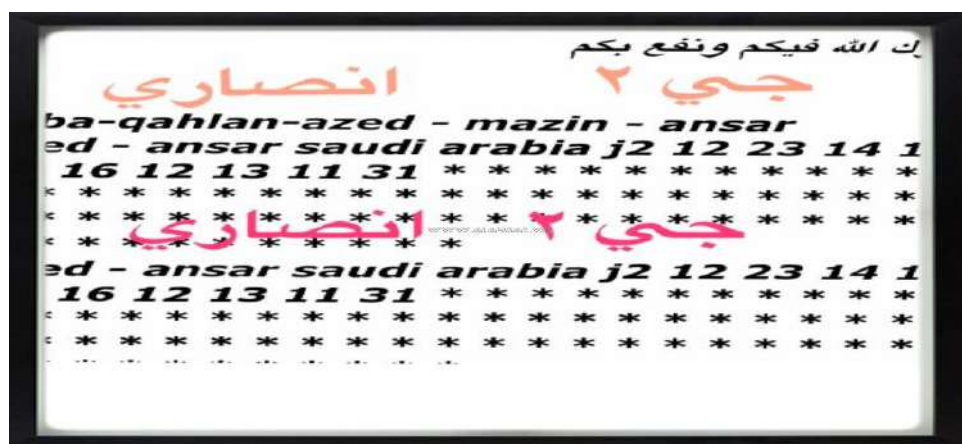 الله فيكم ونفع بكم
جي ٢ انصاري
ba-qahlan-azed - mazin - ansar
ed - ansar saudi arabia j2 12 23 14 1
16 12 13 11 31 * * * * * * * * * * *
* * * * * * * * * * * * * * * * * * *
* * * * * * * * * * * * * * * * * * *
جي ٢ انصاري
* * * * * * * * *
ed - ansar saudi arabia j2 12 23 14 1
16 12 13 11 31 * * * * * * * * * * *
* * * * * * * * * * * * * * * * * * *
* * * * * * * * * * * * * * * * * * *